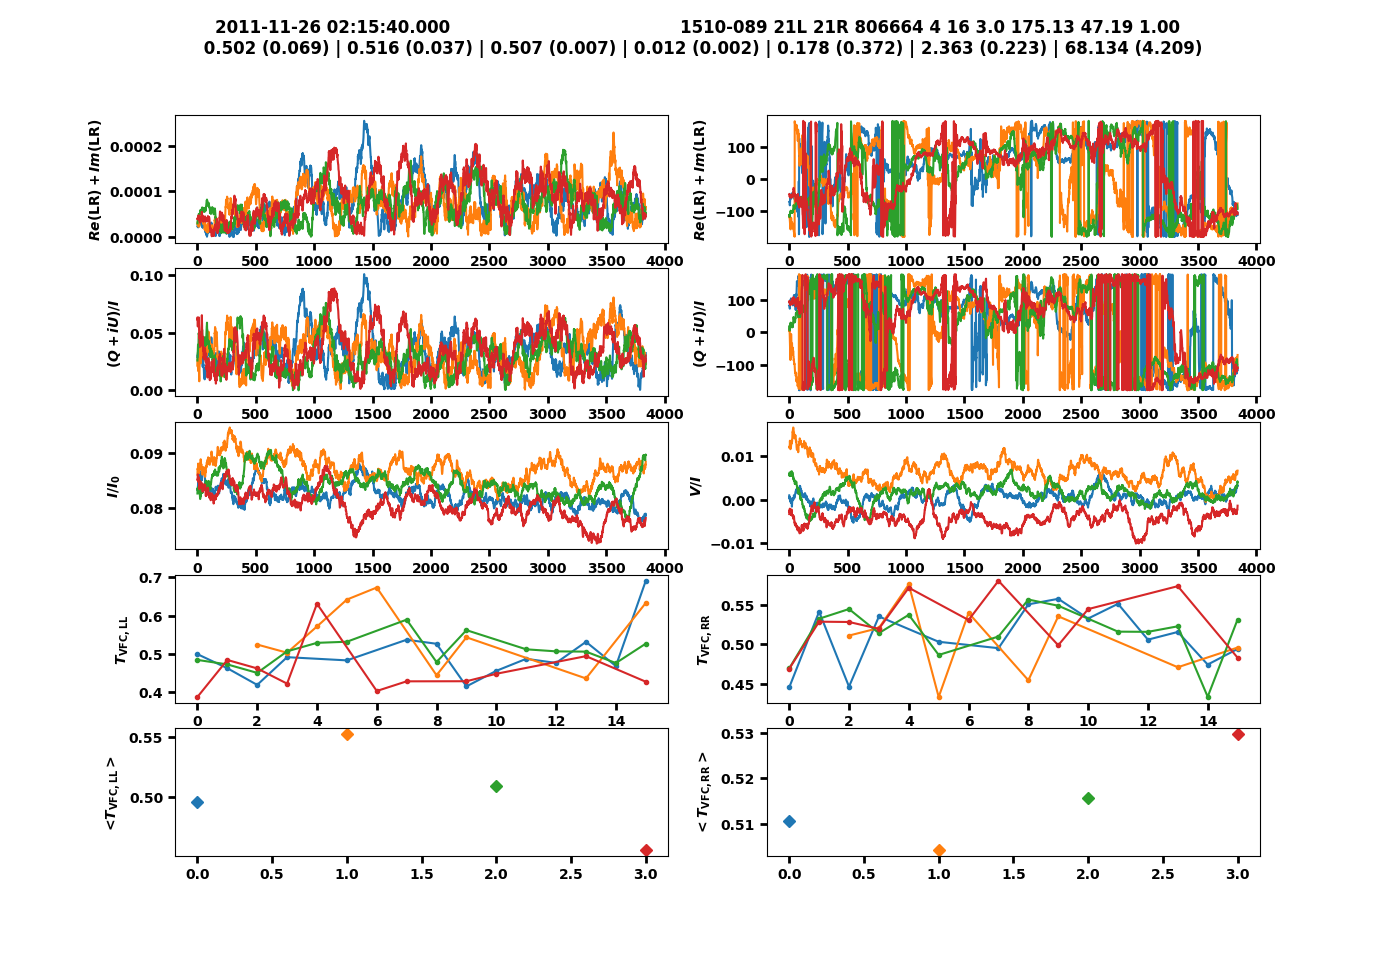 2011-11-26 02:15:40.000 1510-089 21L 21R 806664 4 16 3.0 175.13 47.19 1.00
0.502 (0.069) | 0.516 (0.037) | 0.507 (0.007) | 0.012 (0.002) | 0.178 (0.372) | 2.363 (0.223) | 68.134 (4.209)
Re(LR) + Im(LR)
0.0002
0.0001
0.0000
0 500 1000 1500 2000 2500 3000 3500 4000
Re(LR) + Im(LR)
100
0
−100
0 500 1000 1500 2000 2500 3000 3500 4000
(Q + iU)/I
0.10
0.05
0.00
0 500 1000 1500 2000 2500 3000 3500 4000
(Q + iU)/I
100
0
−100
0 500 1000 1500 2000 2500 3000 3500 4000
I/I0
0.09
0.08
0 500 1000 1500 2000 2500 3000 3500 4000
V/I
0.01
0.00
−0.01
0 500 1000 1500 2000 2500 3000 3500 4000
TVFC, LL
0.7
0.6
0.5
0.4
0 2 4 6 8 10 12 14
TVFC, RR
0.55
0.50
0.45
0 2 4 6 8 10 12 14
<TVFC, LL >
0.55
0.50
0.0 0.5 1.0 1.5 2.0 2.5 3.0
< TVFC, RR >
0.53
0.52
0.51
0.0 0.5 1.0 1.5 2.0 2.5 3.0